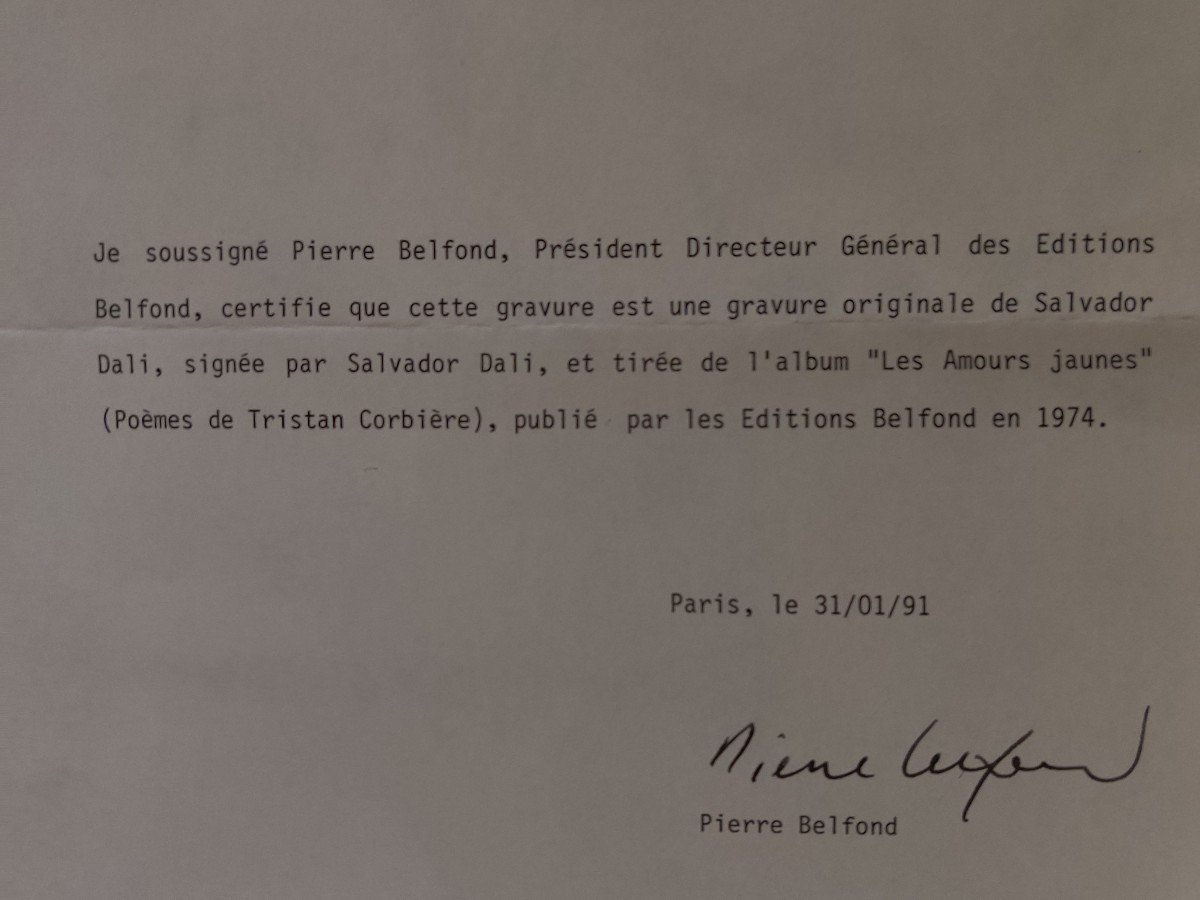 Je soussigné Pierre Belfond, Président Directeur Général des Editions
Belfond, certifie que cette gravure est une gravure originale de Salvador
Dali, signée par Salvador Dali, et tirée de l'album "Les Amours jaunes"
(Poèmes de Tristan Corbière), publié par les Editions Belfond en 1974.
Paris, le 31/01/91
Pierre Belfond
Pierre Belfond